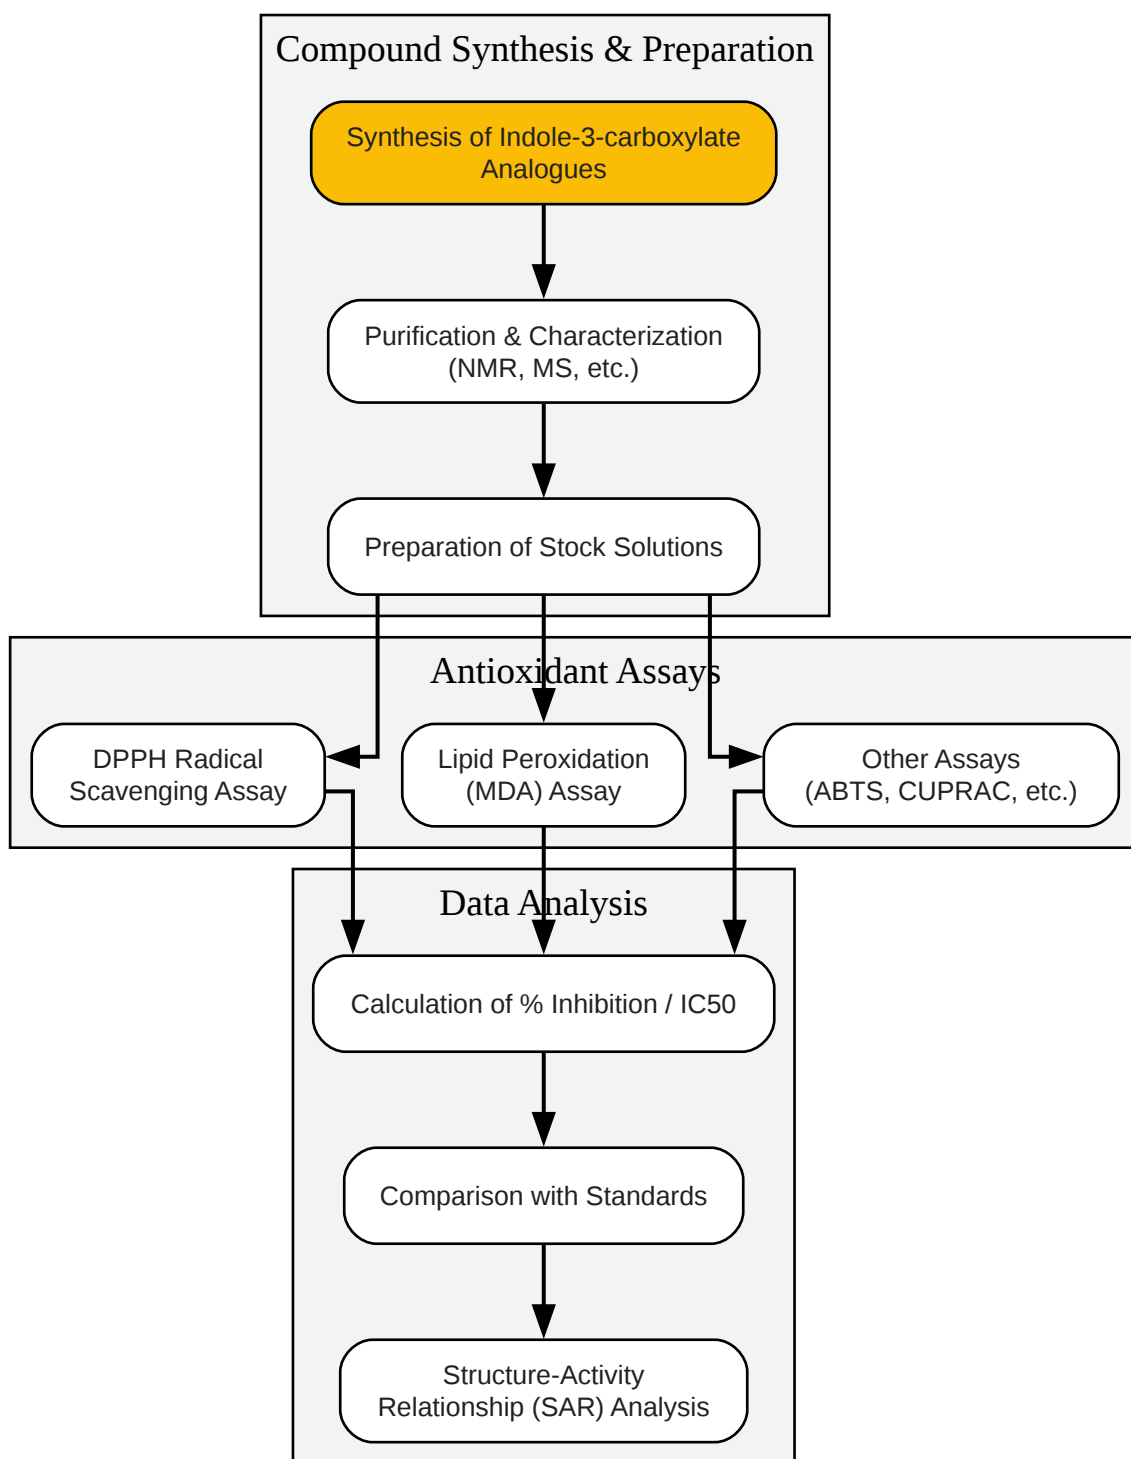 Compound Synthesis & Preparation
Synthesis of Indole-3-carboxylate
Analogues
Purification & Characterization
(NMR, MS, etc.)
Preparation of Stock Solutions
Antioxidant Assays
DPPH Radical
Scavenging Assay
Lipid Peroxidation
(MDA) Assay
Other Assays
(ABTS, CUPRAC, etc.)
Data Analysis
Calculation of % Inhibition / IC50
Comparison with Standards
Structure-Activity
Relationship (SAR) Analysis